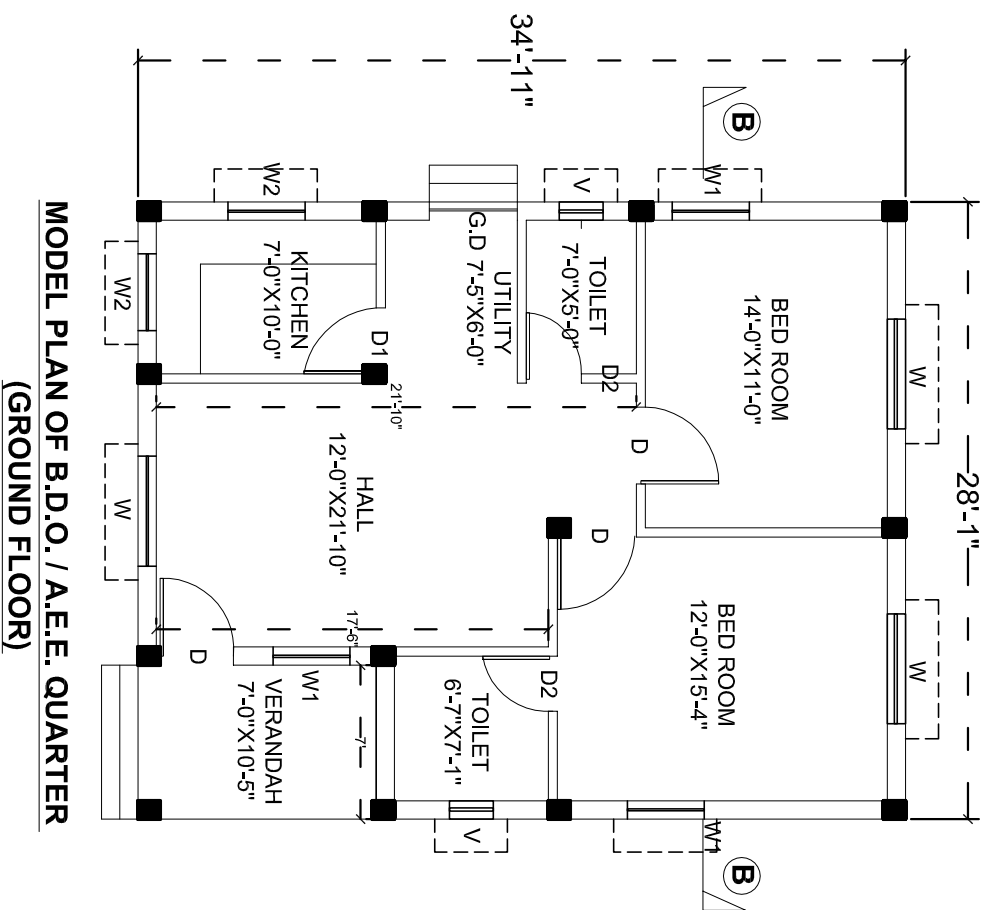 28'-1"
34'-11"
B
B
W
W
BED ROOM
14'-0"X11'-0"
BED ROOM
12'-0"X15'-4"
W1
W1
D
D
V
TOILET
7'-0"X5'-0"
D2
D2
TOILET
6'-7"X7'-1"
V
UTILITY
G.D 7'-5"X6'-0"
21'-10"
HALL
12'-0"X21'-10"
17'-6"
D1
KITCHEN
7'-0"X10'-0"
W2
W2
W
D
W1
7'
VERANDAH
7'-0"X10'-5"
MODEL PLAN OF B.D.O. / A.E.E. QUARTER
(GROUND FLOOR)